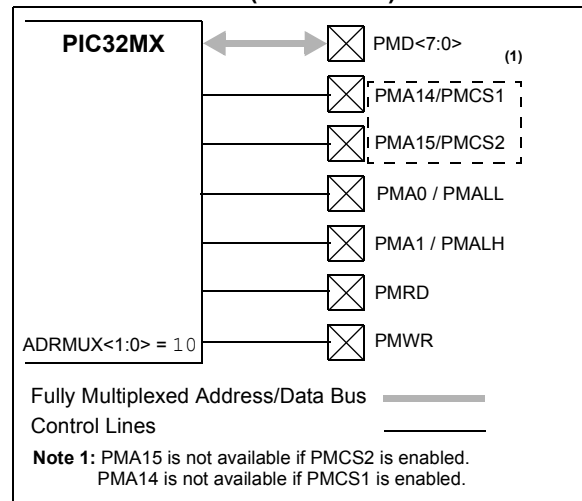 PIC32MX
PMD<7:0>
(1)
PMA14/PMCS1
PMA15/PMCS2
PMA0 / PMALL
PMA1 / PMALH
PMRD
ADRMUX<1:0> = 10
PMWR
Fully Multiplexed Address/Data Bus
Control Lines
Note 1: PMA15 is not available if PMCS2 is enabled.
PMA14 is not available if PMCS1 is enabled.